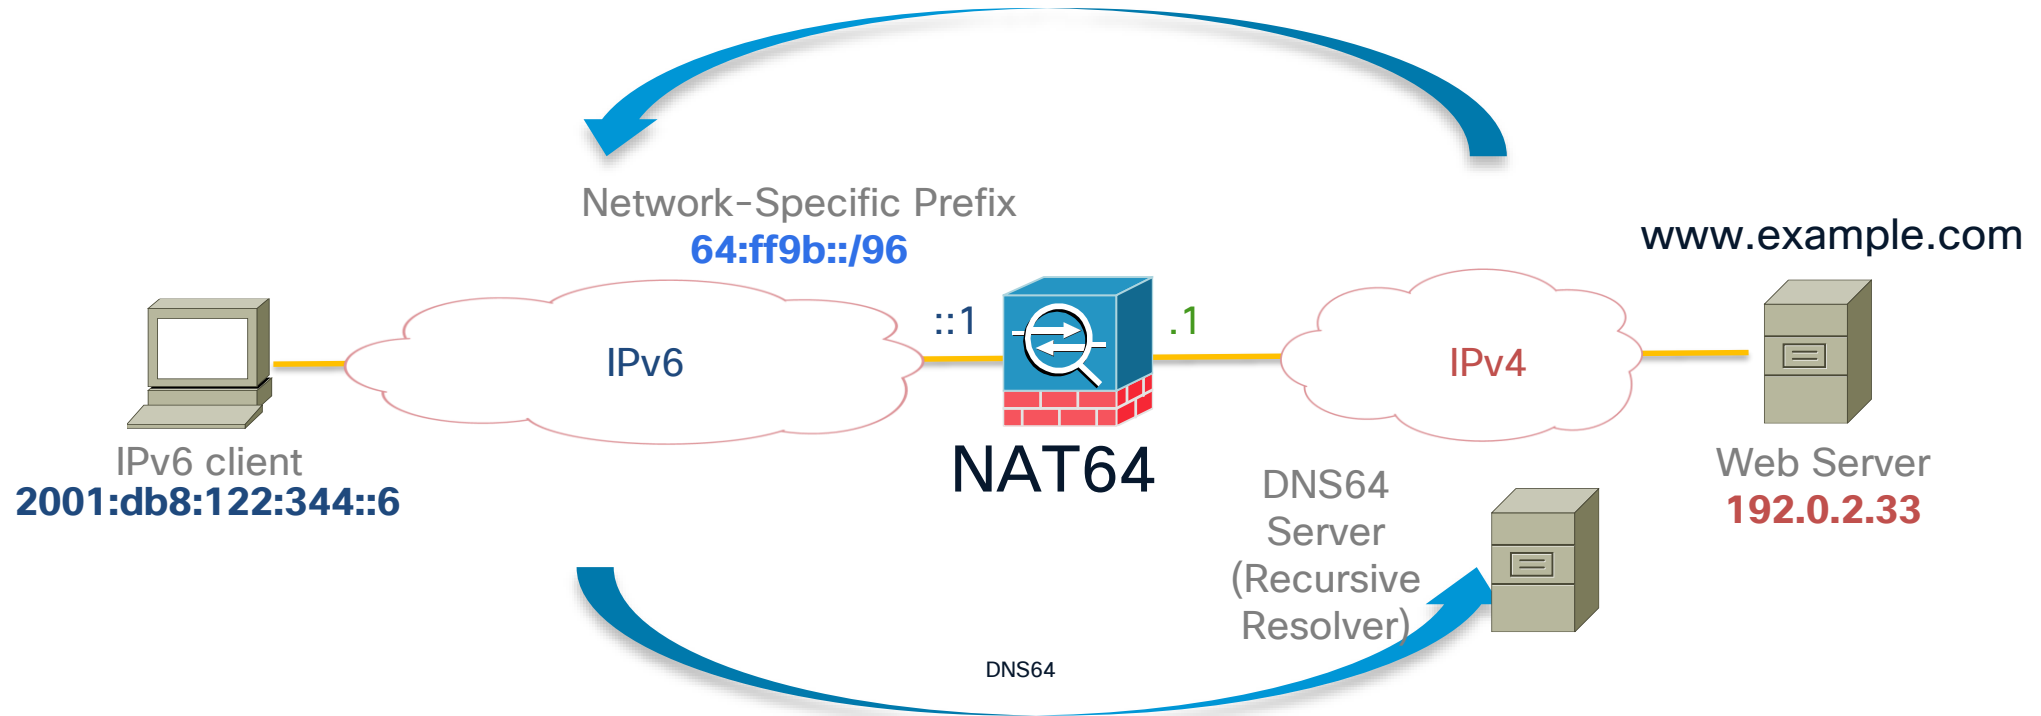 Network-Specific Prefix
64:ff9b::/96
www.example.com
::1
.1
IPv6
IPv4
IPv6 client
2001:db8:122:344::6
NAT64
DNS64
Server
(Recursive
Resolver)
Web Server
192.0.2.33
DNS64